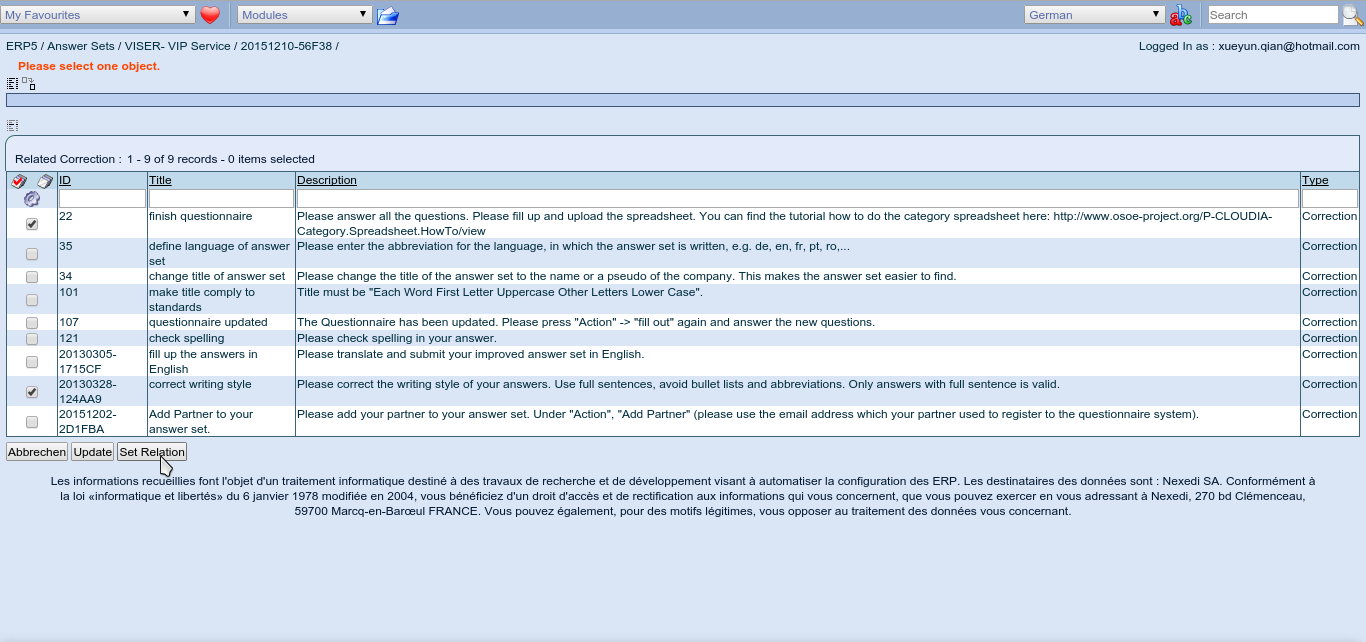 My Favourites Modules German Search
ERP5 / Answer Sets / VISER- VIP Service / 20151210-56F38 / Logged In as : xueyun.qian@hotmail.com
Please select one object.
Related Correction : 1 - 9 of 9 records - 0 items selected
ID Title Description Type
22 finish questionnaire Please answer all the questions. Please fill up and upload the spreadsheet. You can find the tutorial how to do the category spreadsheet here: http://www.osoe-project.org/P-CLOUDIA- Correction
Category.Spreadsheet.HowTo/view
35 define language of answer Please enter the abbreviation for the language, in which the answer set is written, e.g. de, en, fr, pt, ro,... Correction
set
34 change title of answer set Please change the title of the answer set to the name or a pseudo of the company. This makes the answer set easier to find. Correction
101 make title comply to Title must be "Each Word First Letter Uppercase Other Letters Lower Case". Correction
standards
107 questionnaire updated The Questionnaire has been updated. Please press "Action" -> "fill out" again and answer the new questions. Correction
121 check spelling Please check spelling in your answer. Correction
20130305- fill up the answers in Please translate and submit your improved answer set in English. Correction
1715CF English
20130328- correct writing style Please correct the writing style of your answers. Use full sentences, avoid bullet lists and abbreviations. Only answers with full sentence is valid. Correction
124AA9
20151202- Add Partner to your Please add your partner to your answer set. Under "Action", "Add Partner" (please use the email address which your partner used to register to the questionnaire system). Correction
2D1FBA answer set.
Abbrechen Update Set Relation
Les informations recueillies font l'objet d'un traitement informatique destiné à des travaux de recherche et de développement visant à automatiser la configuration des ERP. Les destinataires des données sont : Nexedi SA. Conformément à
la loi «informatique et libertés» du 6 janvier 1978 modifiée en 2004, vous bénéficiez d'un droit d'accès et de rectification aux informations qui vous concernent, que vous pouvez exercer en vous adressant à Nexedi, 270 bd Clémenceau,
59700 Marcq-en-Barœul FRANCE. Vous pouvez également, pour des motifs légitimes, vous opposer au traitement des données vous concernant.